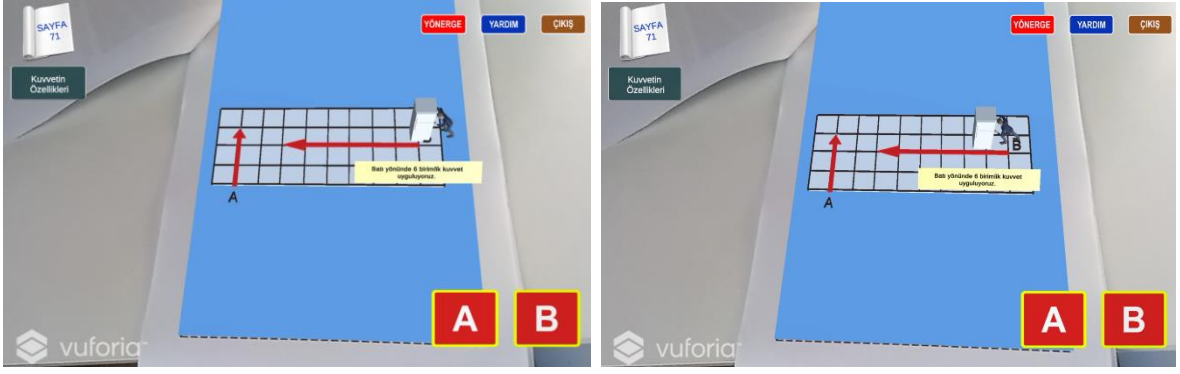 SAYFA
71
YÖNERGE YARDIM ÇIKIŞ
Kuvvetin
Özellikleri
Batı yönünde 6 birimlik kuvvet
uyguluyoruz.
A
A B
vuforia
SAYFA
71
YÖNERGE YARDIM ÇIKIŞ
Kuvvetin
Özellikleri
B
Batı yönünde 6 birimlik kuvvet
uyguluyoruz.
A
A B
vuforia